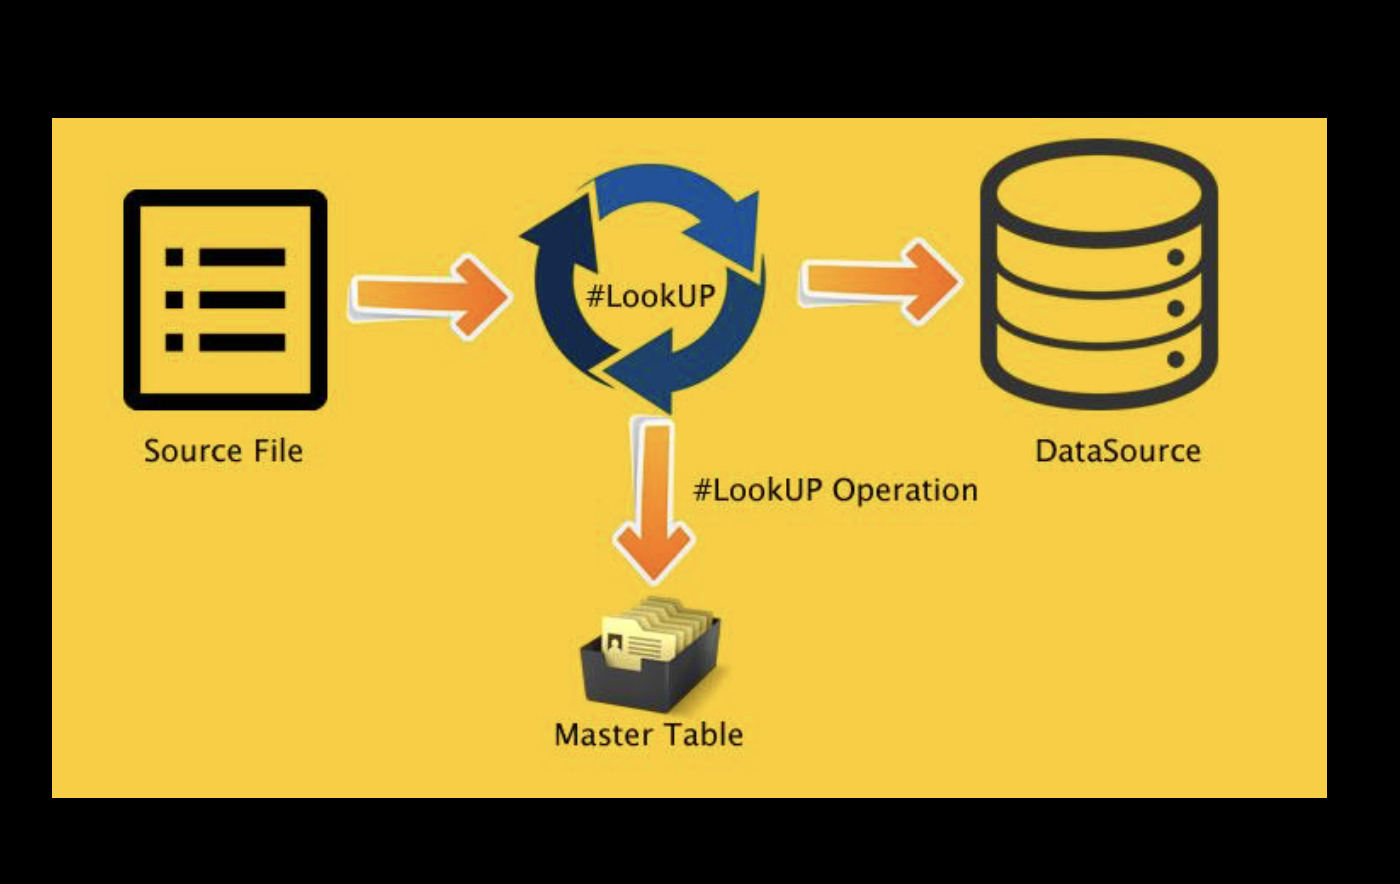 #LookUP
Source File
DataSource
#LookUP Operation
Master Table